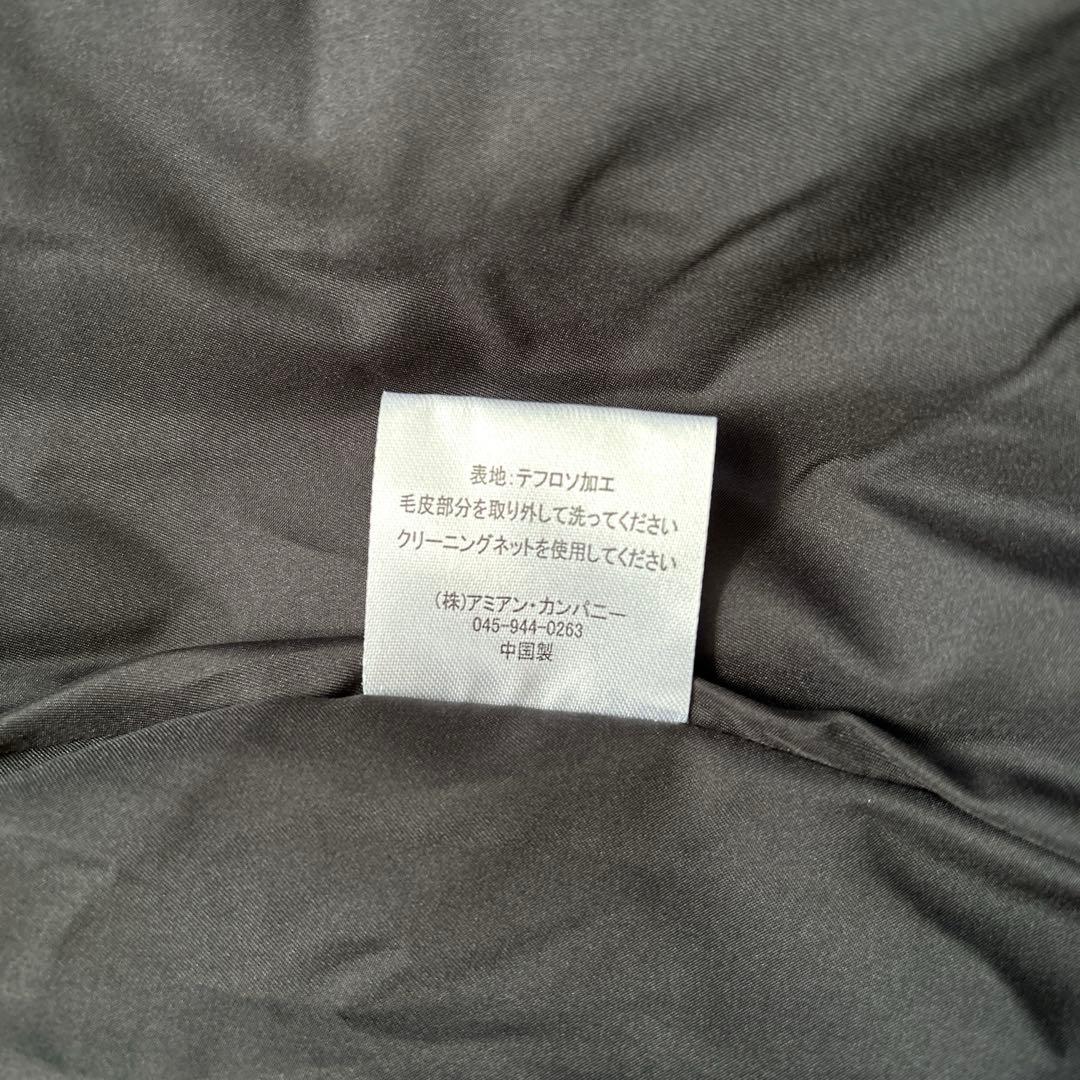 表地:テフロソ加工
毛皮部分を取り外して洗ってください
クリーニングネットを使用してください
(株)アミアン・カンパニー
045-944-0263
中国製